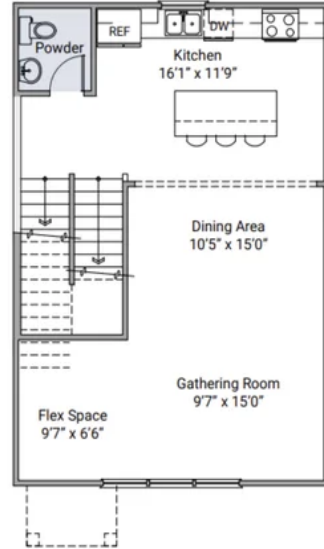 Powder
REF
DW
Kitchen
16'1" x 11'9"
Dining Area
10'5" x 15'0"
Gathering Room
9'7" x 15'0"
Flex Space
9'7" x 6'6"